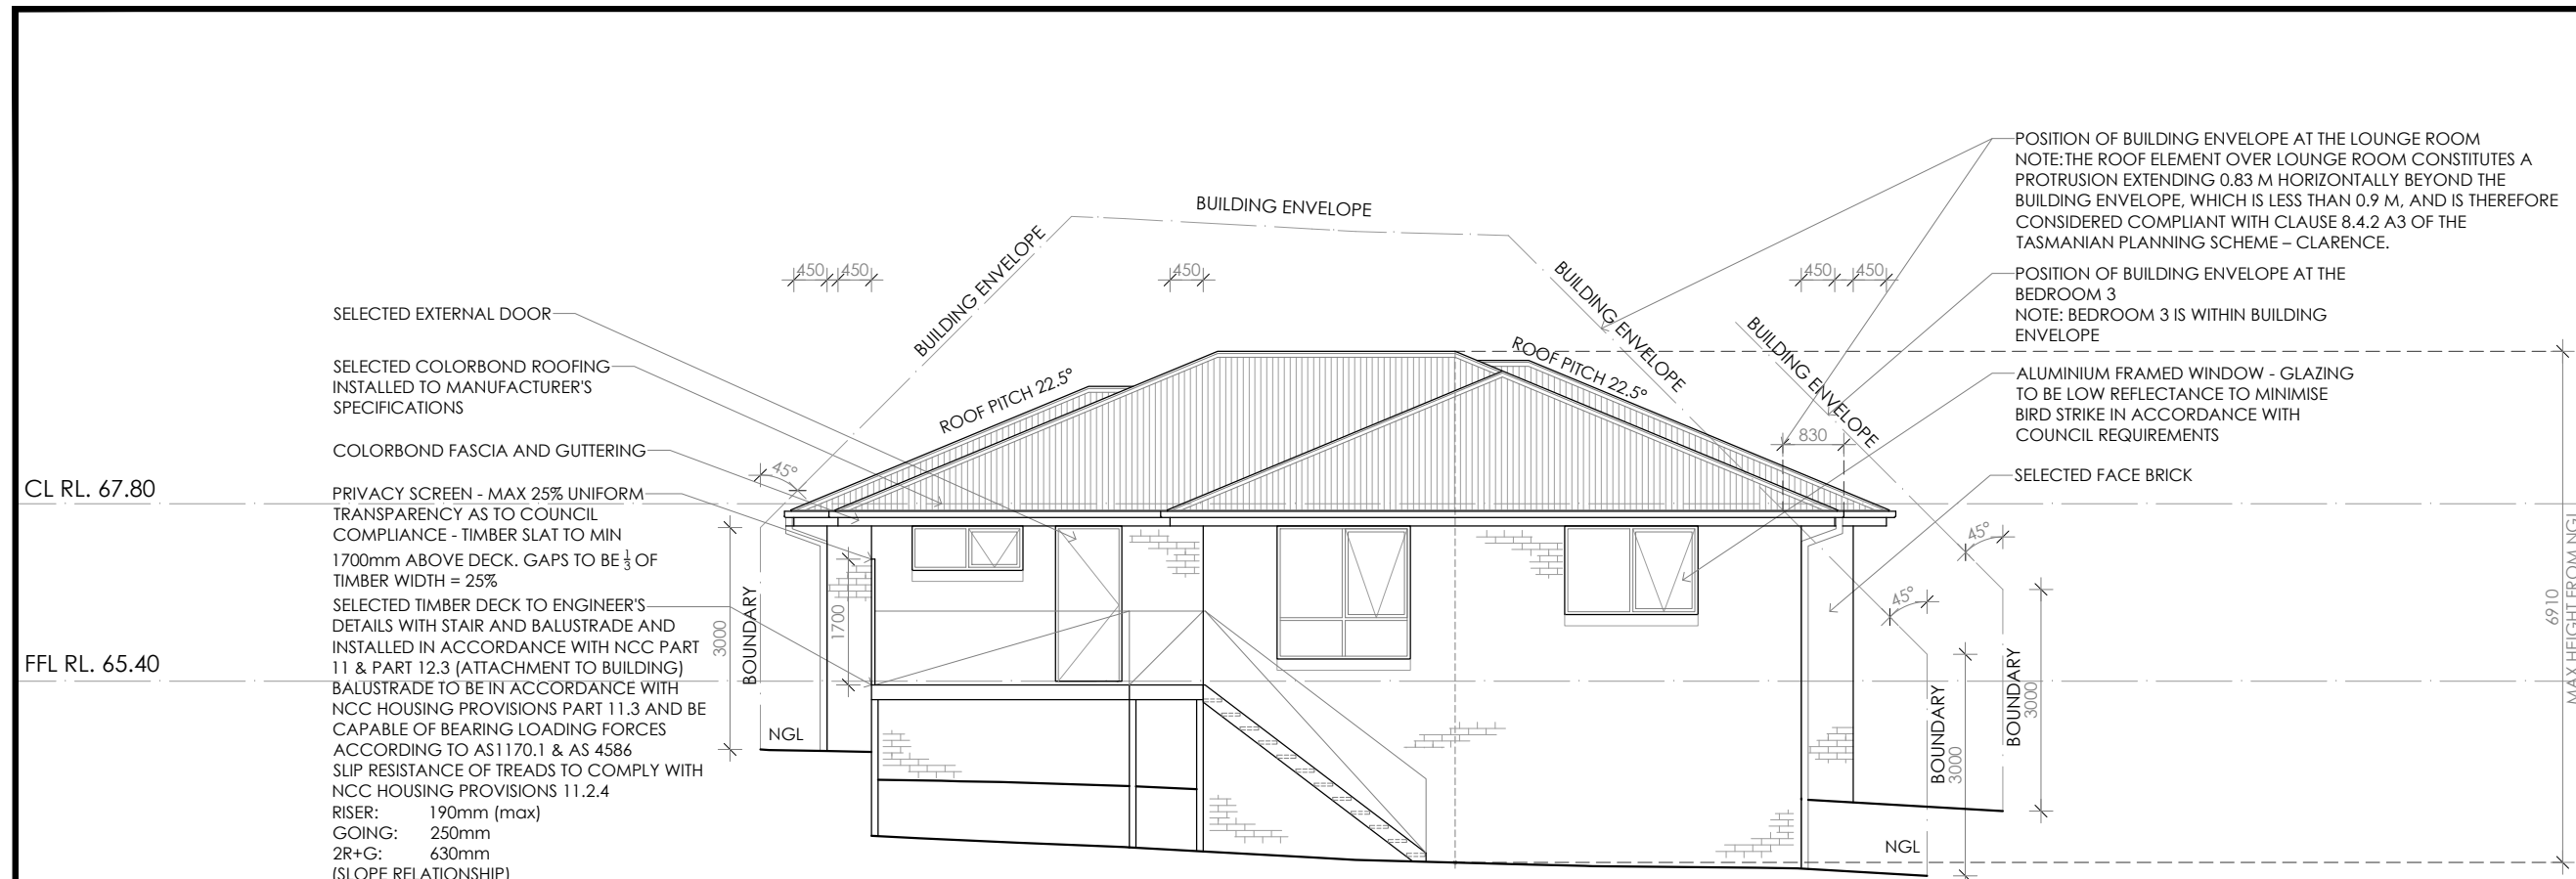 BUILDING ENVELOPE
BUILDING ENVELOPE
BUILDING ENVELOPE
BUILDING ENVELOPE
450
450
450
450
450
POSITION OF BUILDING ENVELOPE AT THE LOUNGE ROOM
NOTE:THE ROOF ELEMENT OVER LOUNGE ROOM CONSTITUTES A
PROTRUSION EXTENDING 0.83 M HORIZONTALLY BEYOND THE
BUILDING ENVELOPE, WHICH IS LESS THAN 0.9 M, AND IS THEREFORE
CONSIDERED COMPLIANT WITH CLAUSE 8.4.2 A3 OF THE
TASMANIAN PLANNING SCHEME – CLARENCE.
POSITION OF BUILDING ENVELOPE AT THE
BEDROOM 3
NOTE: BEDROOM 3 IS WITHIN BUILDING
ENVELOPE
ALUMINIUM FRAMED WINDOW - GLAZING
TO BE LOW REFLECTANCE TO MINIMISE
BIRD STRIKE IN ACCORDANCE WITH
COUNCIL REQUIREMENTS
SELECTED FACE BRICK
SELECTED EXTERNAL DOOR
SELECTED COLORBOND ROOFING
INSTALLED TO MANUFACTURER'S
SPECIFICATIONS
COLORBOND FASCIA AND GUTTERING
PRIVACY SCREEN - MAX 25% UNIFORM
TRANSPARENCY AS TO COUNCIL
COMPLIANCE - TIMBER SLAT TO MIN
1700mm ABOVE DECK. GAPS TO BE ⅓ OF
TIMBER WIDTH = 25%
SELECTED TIMBER DECK TO ENGINEER'S
DETAILS WITH STAIR AND BALUSTRADE AND
INSTALLED IN ACCORDANCE WITH NCC PART
11 & PART 12.3 (ATTACHMENT TO BUILDING)
BALUSTRADE TO BE IN ACCORDANCE WITH
NCC HOUSING PROVISIONS PART 11.3 AND BE
CAPABLE OF BEARING LOADING FORCES
ACCORDING TO AS1170.1 & AS 4586
SLIP RESISTANCE OF TREADS TO COMPLY WITH
NCC HOUSING PROVISIONS 11.2.4
RISER: 190mm (max)
GOING: 250mm
2R+G: 630mm
(SLOPE RELATIONSHIP)
CL RL. 67.80
FFL RL. 65.40
ROOF PITCH 22.5°
ROOF PITCH 22.5°
830
45°
45°
45°
3000
BOUNDARY
1700
NGL
BOUNDARY
3000
BOUNDARY
3000
NGL
6910
MAX HEIGHT FROM NGL